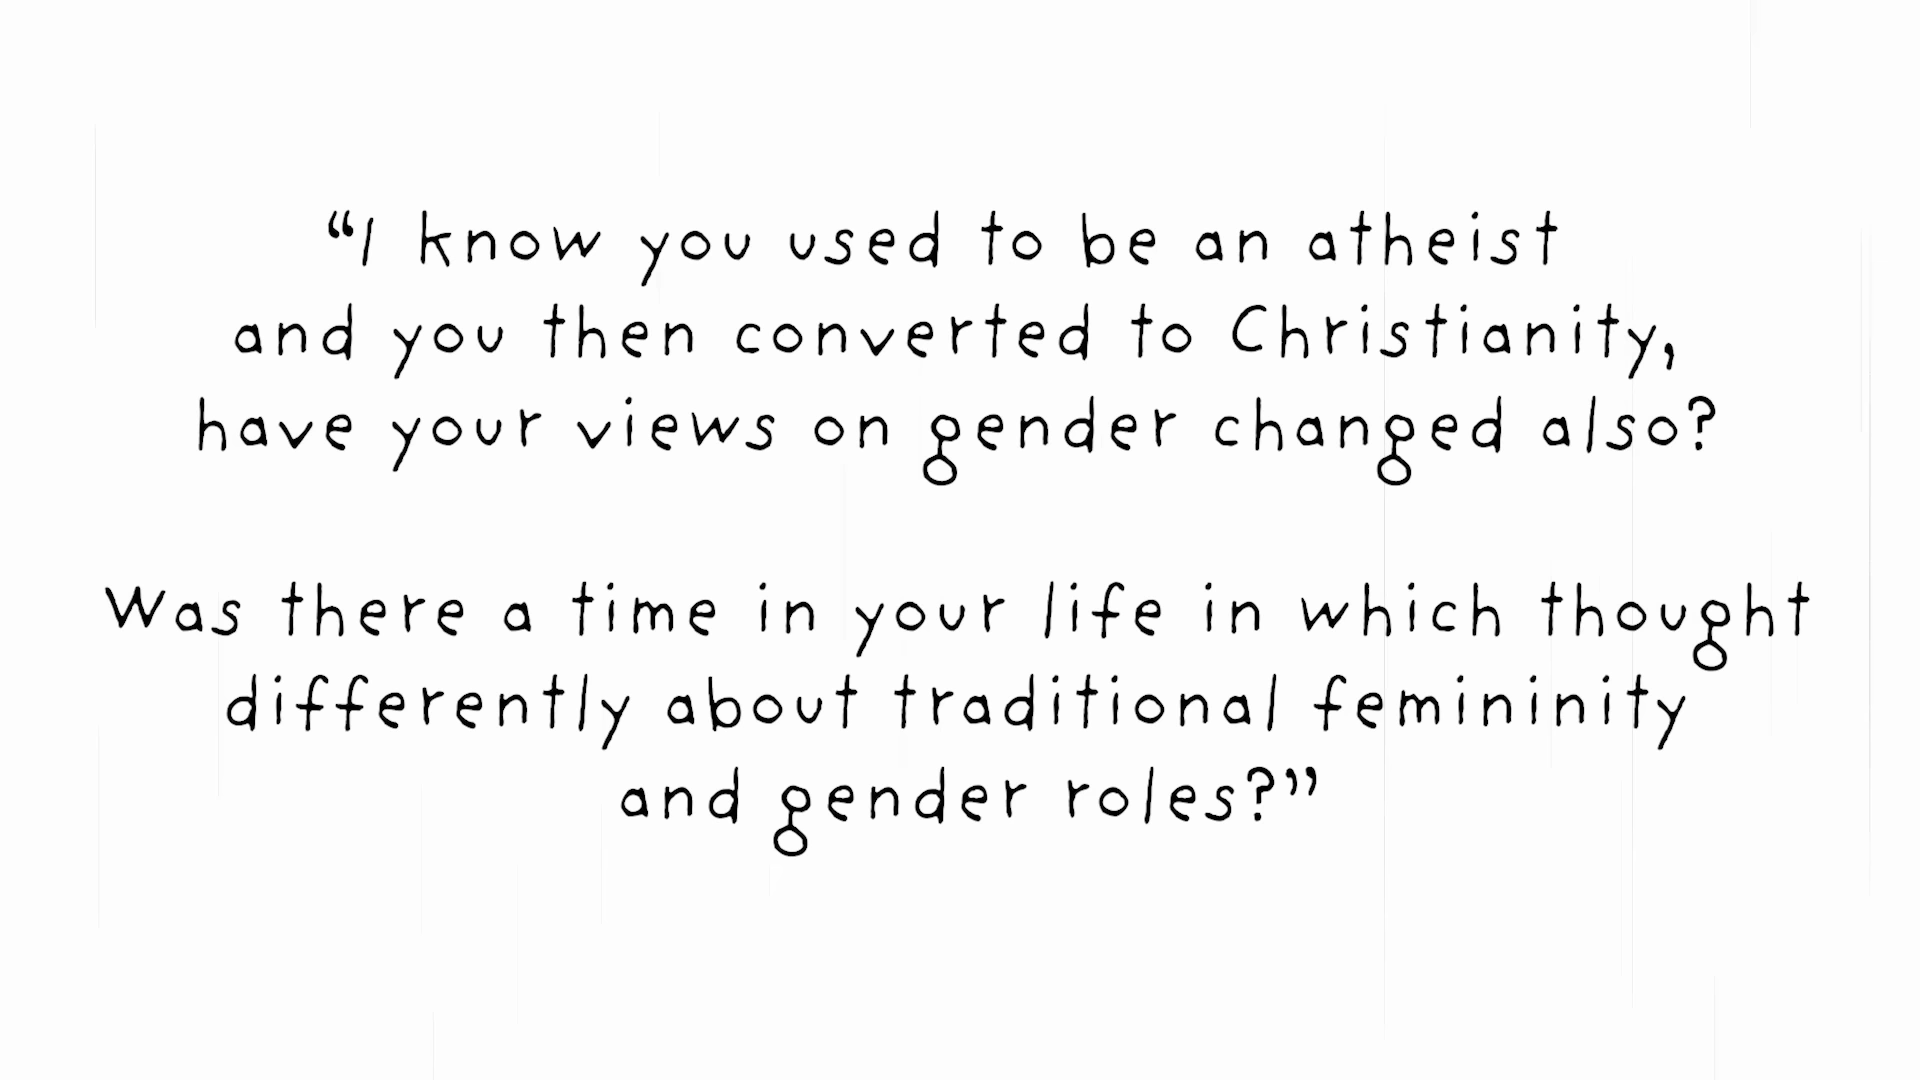 “I know you used to be an atheist
and you then converted to Christianity,
have your views on gender changed also?
Was there a time in your life in which thought
differently about traditional femininity
and gender roles?”